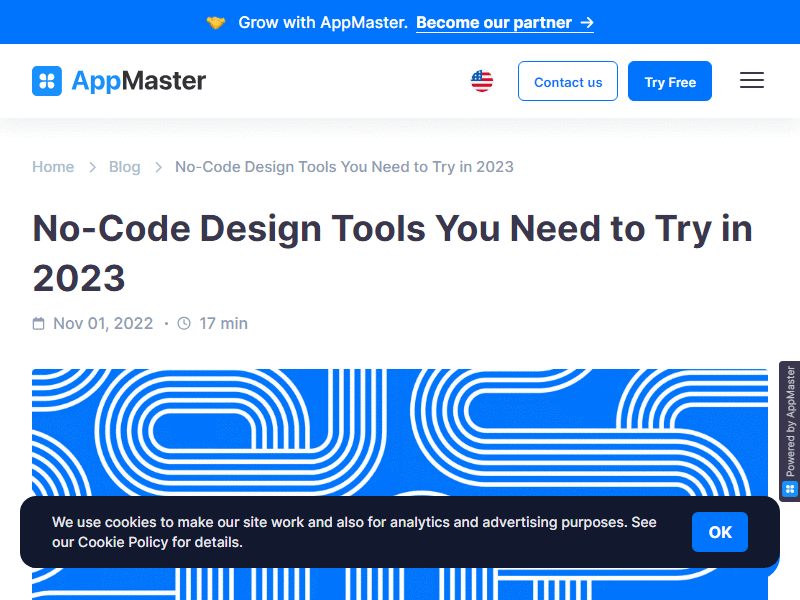 Grow with AppMaster. Become our partner →
AppMaster
Contact us
Try Free
Home > Blog > No-Code Design Tools You Need to Try in 2023
No-Code Design Tools You Need to Try in
2023
Nov 01, 2022 · 17 min
Powered by AppMaster
We use cookies to make our site work and also for analytics and advertising purposes. See
our Cookie Policy for details.
OK